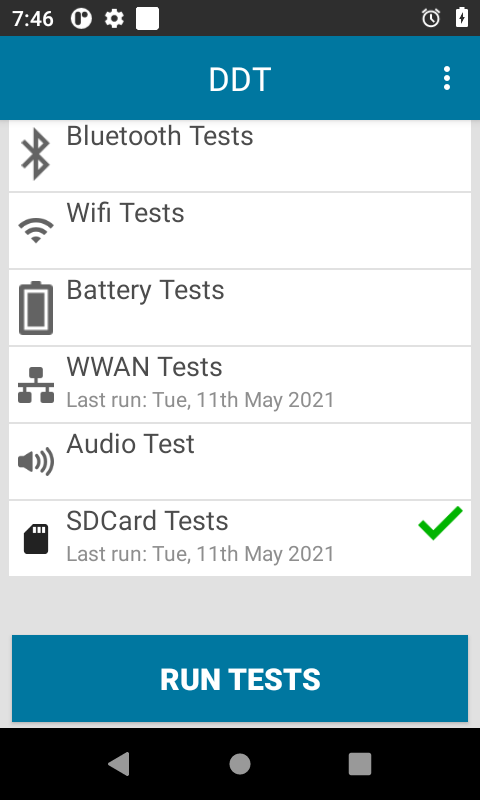 7:46
DDT
Bluetooth Tests
Wifi Tests
Battery Tests
WWAN Tests
Last run: Tue, 11th May 2021
Audio Test
SDCard Tests
Last run: Tue, 11th May 2021
RUN TESTS